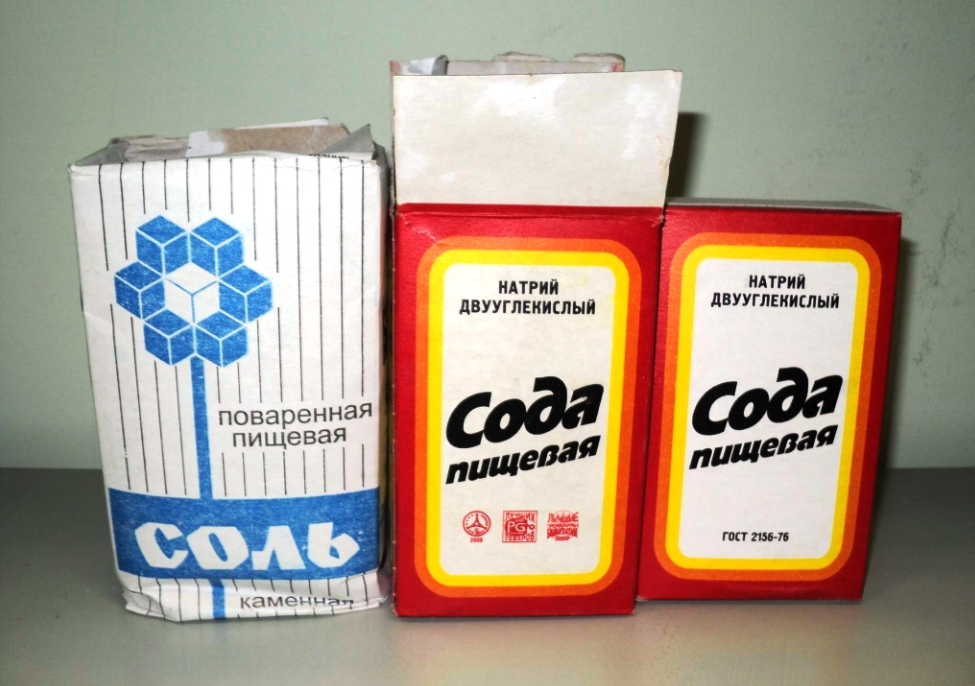 поваренная
пищевая
соль
каменная
НАТРИЙ
ДВУУГЛЕКИСЛЫЙ
Сода
пищевая
НАТРИЙ
ДВУУГЛЕКИСЛЫЙ
Сода
пищевая
ГОСТ 2156-76